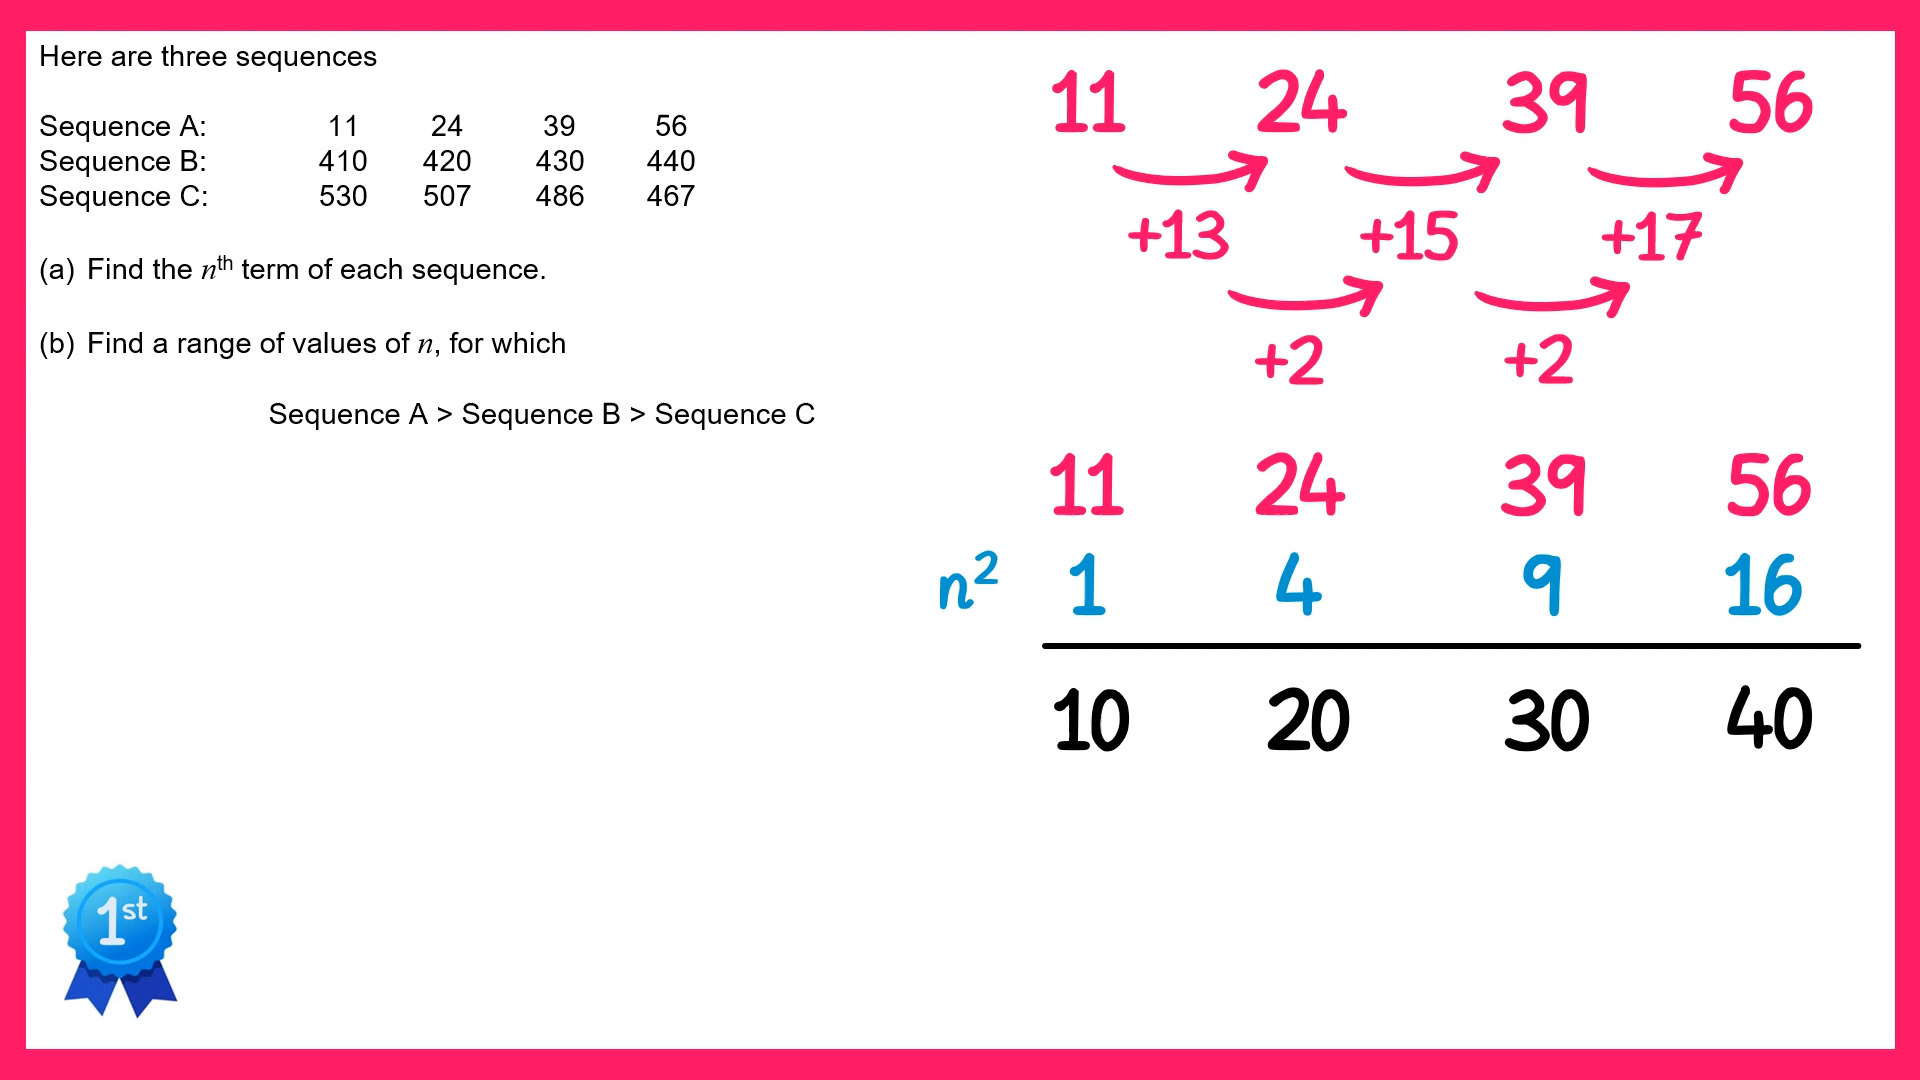 Here are three sequences
Sequence A: 11 24 39 56
Sequence B: 410 420 430 440
Sequence C: 530 507 486 467
(a) Find the nth term of each sequence.
(b) Find a range of values of n, for which
Sequence A > Sequence B > Sequence C
1st
11 24 39 56
+13 +15 +17
+2 +2
11 24 39 56
n² 1 4 9 16
10 20 30 40